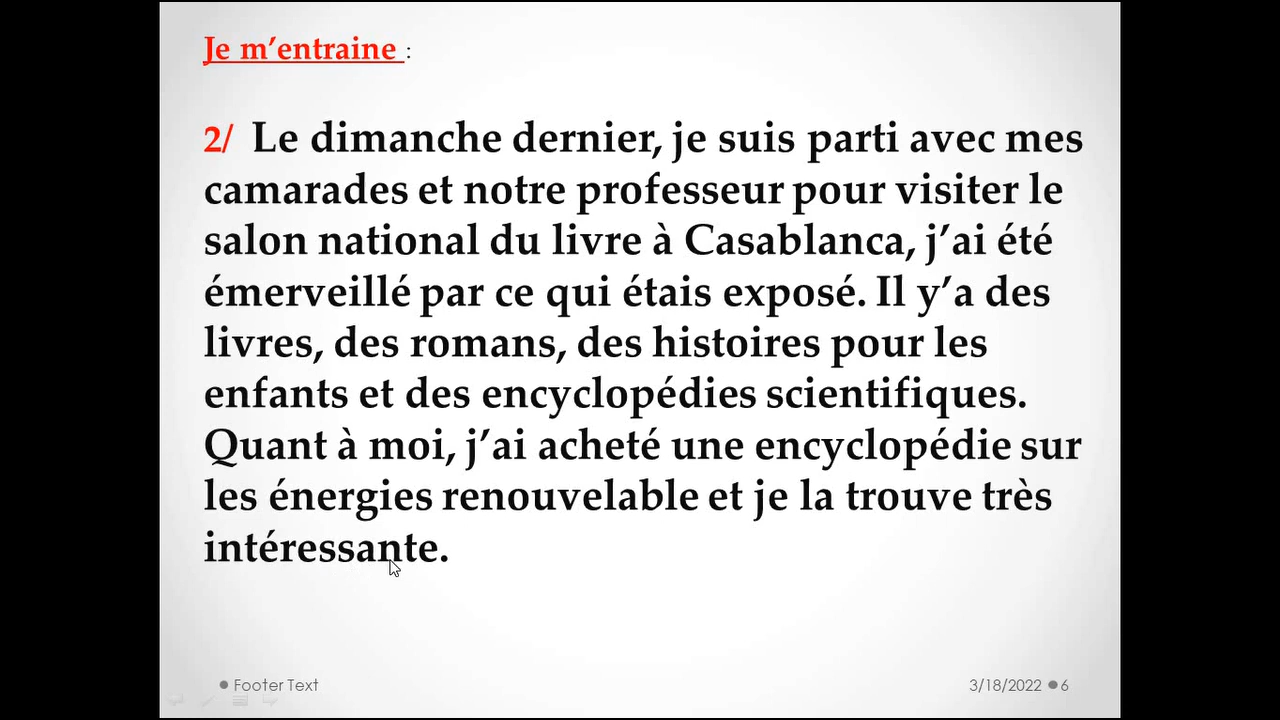 Je m’entraine :
2/ Le dimanche dernier, je suis parti avec mes
camarades et notre professeur pour visiter le
salon national du livre à Casablanca, j’ai été
émerveillé par ce qui étais exposé. Il y’a des
livres, des romans, des histoires pour les
enfants et des encyclopédies scientifiques.
Quant à moi, j’ai acheté une encyclopédie sur
les énergies renouvelable et je la trouve très
intéressante.
Footer Text
3/18/2022 6